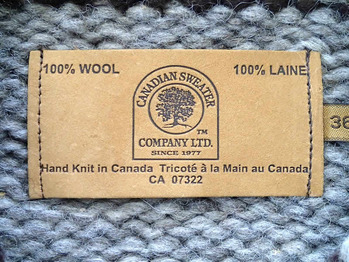 100% WOOL 100% LAINE
CANADIAN SWEATER
COMPANY LTD.
™
SINCE 1977
Hand Knit in Canada Tricoté à la Main au Canada
CA 07322
36